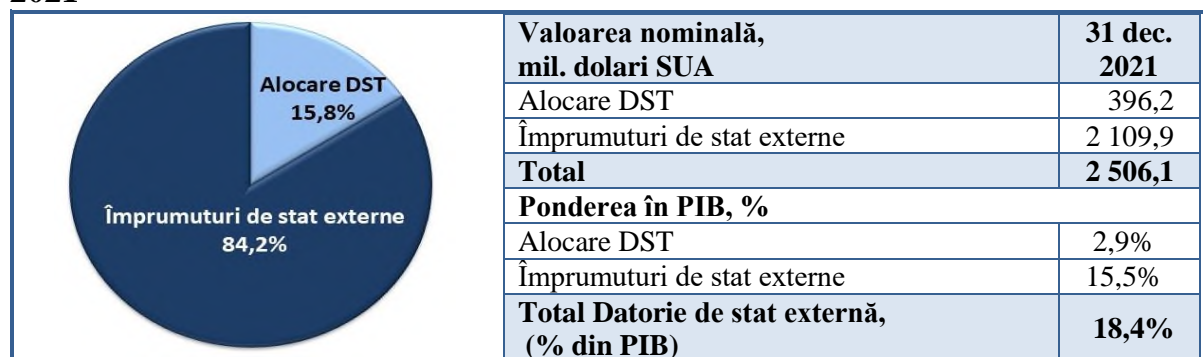 2021
Alocare DST
15,8%
Împrumuturi de stat externe
84,2%
Valoarea nominală,
mil. dolari SUA
31 dec.
2021
Alocare DST 396,2
Împrumuturi de stat externe 2 109,9
Total 2 506,1
Ponderea în PIB, %
Alocare DST 2,9%
Împrumuturi de stat externe 15,5%
Total Datorie de stat externă,
(% din PIB)
18,4%